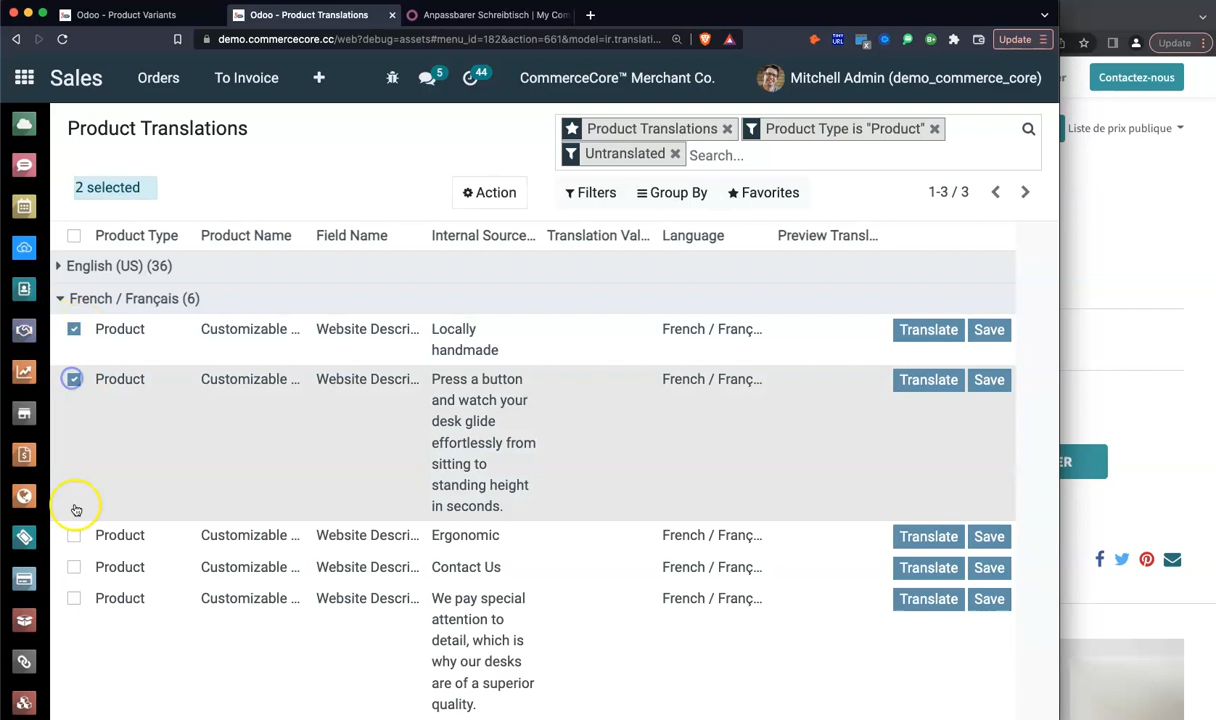 Odoo - Product Variants
Odoo - Product Translations
Anpassbarer Schreibtisch | My Com
demo.commercecore.cc/web?debug=assets#menu_id=182&action=661&model=ir.translati...
Update
Update
Sales
Orders
To Invoice
5
44
CommerceCore™ Merchant Co.
Mitchell Admin (demo_commerce_core)
Contactez-nous
Product Translations
Product Translations
Product Type is "Product"
Untranslated
Search...
Liste de prix publique
2 selected
Action
Filters
Group By
Favorites
1-3 / 3
Product Type
Product Name
Field Name
Internal Source...
Translation Val...
Language
Preview Transl...
English (US) (36)
French / Français (6)
Product
Customizable ...
Website Descri...
Locally
handmade
French / Franç...
Translate
Save
Product
Customizable ...
Website Descri...
Press a button
and watch your
desk glide
effortlessly from
sitting to
standing height
in seconds.
French / Franç...
Translate
Save
ER
Product
Customizable ...
Website Descri...
Ergonomic
French / Franç...
Translate
Save
Product
Customizable ...
Website Descri...
Contact Us
French / Franç...
Translate
Save
Product
Customizable ...
Website Descri...
We pay special
attention to
detail, which is
why our desks
are of a superior
quality.
French / Franç...
Translate
Save